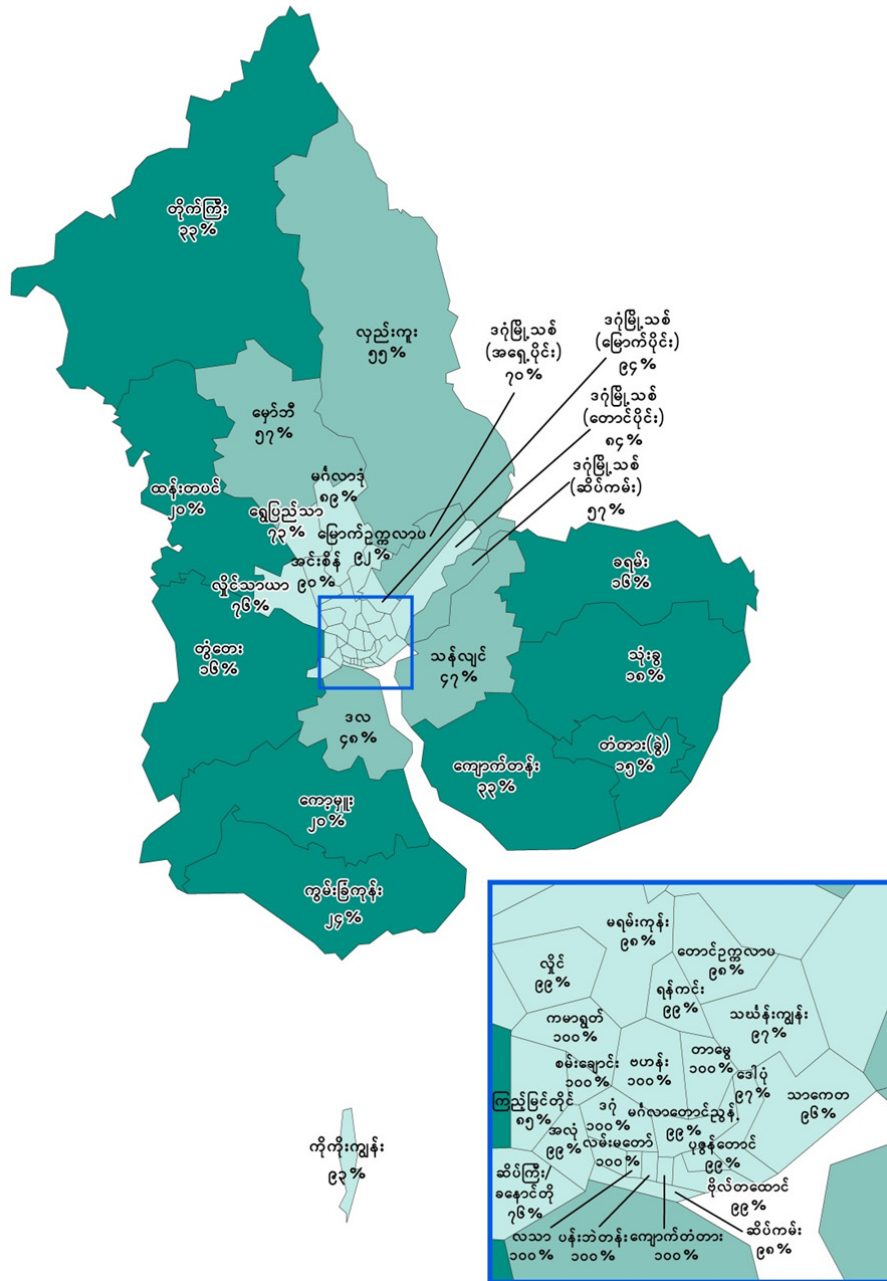 တိုက်ကြီး
၃၃%
လှည်းကူး
၅၅%
ဒဂုံမြို့သစ်
(အရှေ့ပိုင်း)
၇၀%
ဒဂုံမြို့သစ်
(မြောက်ပိုင်း)
၉၄%
ဒဂုံမြို့သစ်
(တောင်ပိုင်း)
၈၄%
ဒဂုံမြို့သစ်
(ဆိပ်ကမ်း)
၅၇%
မှော်ဘီ
၅၇%
မင်္ဂလာဒုံ
၈၉%
ထန်းတပင်
၂၀%
ရွှေပြည်သာ
၇၃%
မြောက်ဥက္ကလာပ
၉၂%
အင်းစိန်
၉၀%
လှိုင်သာယာ
၇၆%
ခရမ်း
၁၆%
တွံတေး
၁၆%
သန်လျင်
၄၇%
သုံးခွ
၁၈%
ဒလ
၄၈%
တံတား(ခွဲ)
၁၅%
ကျောက်တန်း
၃၃%
ကော့မှူး
၂၀%
ကွမ်းခြံကုန်း
၂၄%
ကိုကိုးကျွန်း
၉၃%
မရမ်းကုန်း
၉၈%
တောင်ဥက္ကလာပ
၉၈%
လှိုင်
၉၉%
ရန်ကင်း
၉၉%
သင်္ဃန်းကျွန်း
၉၇%
ကမာရွတ်
၁၀၀%
တာမွေ
၁၀၀%
စမ်းချောင်း
၁၀၀%
ဗဟန်း
၁၀၀%
ဒေါပုံ
၉၇%
သာကေတ
၉၆%
ကြည့်မြင်တိုင်
၈၅%
ဒဂုံ
၁၀၀%
မင်္ဂလာတောင်ညွန့်
၉၉%
အလုံ
၉၉%
လမ်းမတော်
၁၀၀%
ပုဇွန်တောင်
၉၉%
ဆိပ်ကြီး/
ခနောင်တို
၇၆%
ဗိုလ်တထောင်
၉၉%
ဆိပ်ကမ်း
၉၈%
လသာ
၁၀၀%
ပန်းဘဲတန်း
၁၀၀%
ကျောက်တံတား
၁၀၀%